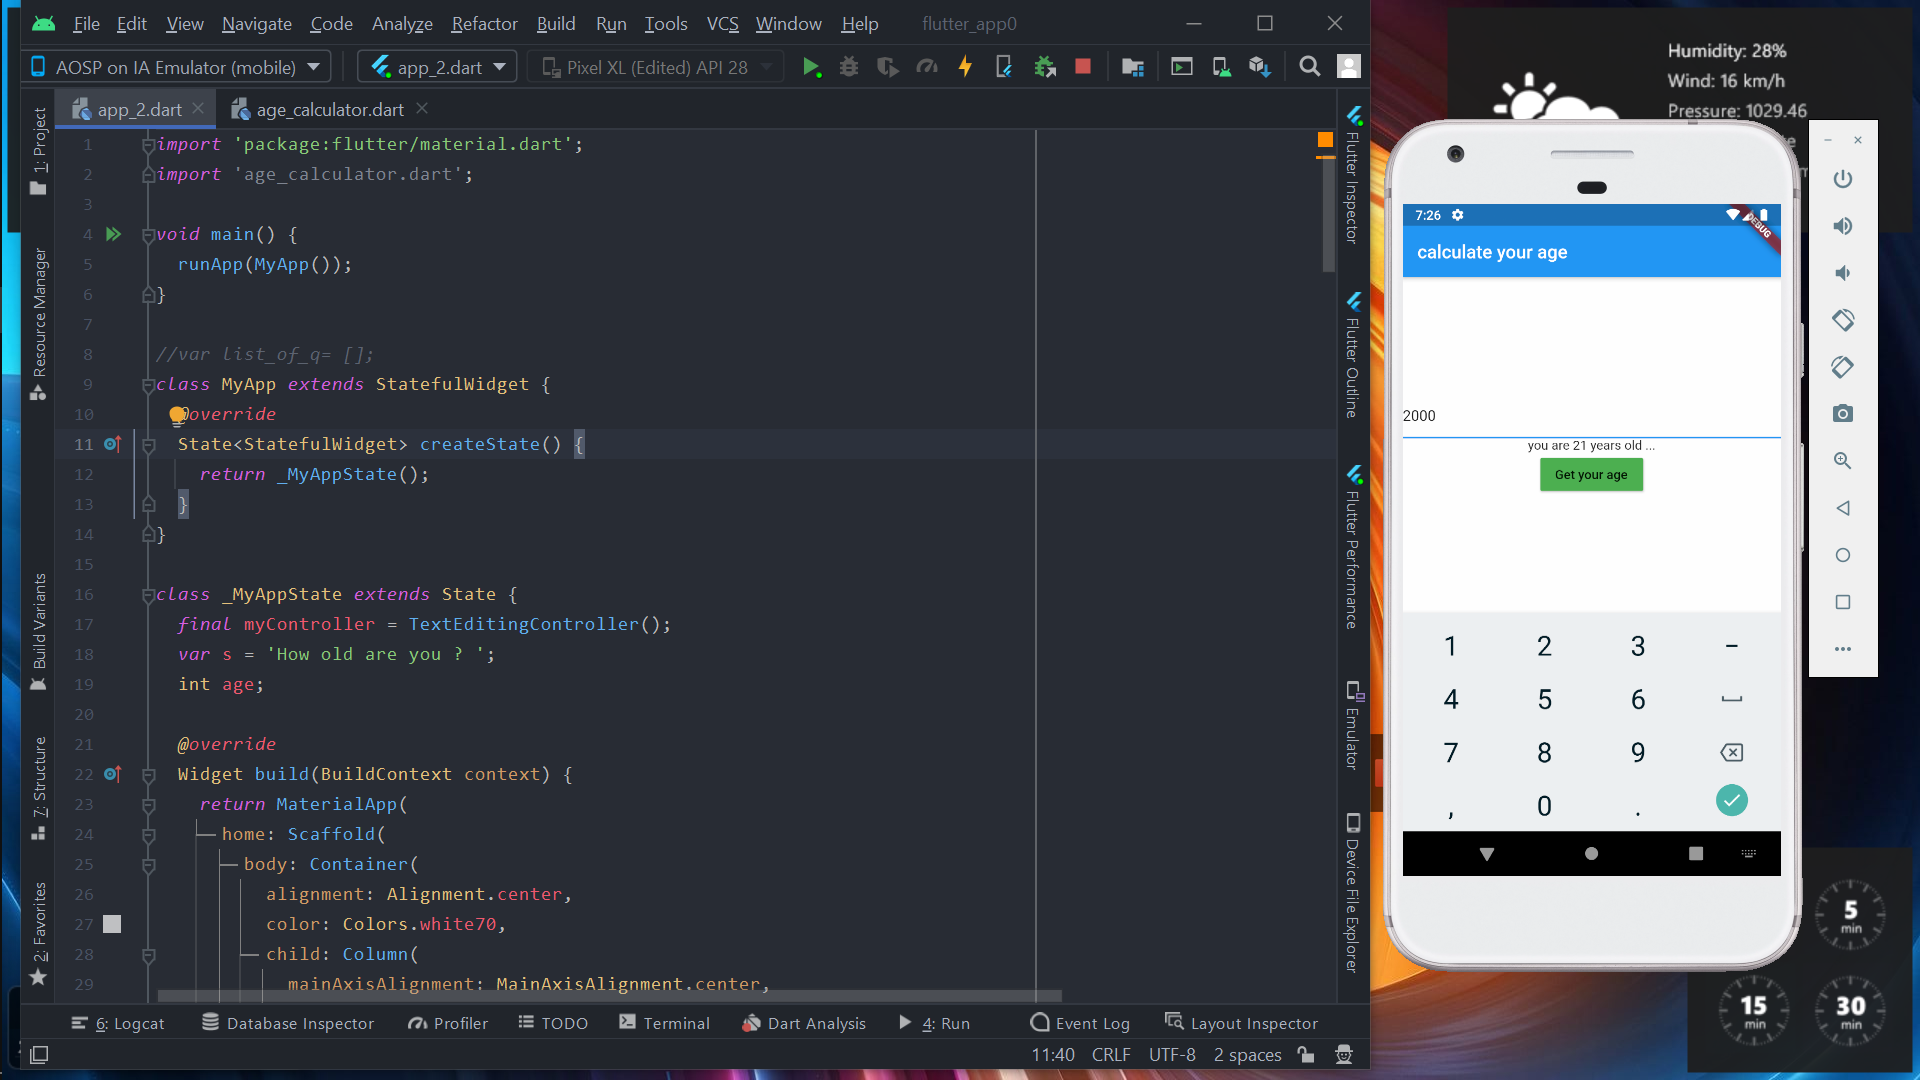 File Edit View Navigate Code Analyze Refactor Build Run Tools VCS Window Help flutter_app0
AOSP on IA Emulator (mobile) app_2.dart Pixel XL (Edited) API 28
app_2.dart age_calculator.dart
1: Project
Resource Manager
Build Variants
7: Structure
2: Favorites
1 import 'package:flutter/material.dart';
2 import 'age_calculator.dart';
3
4 void main() {
5 runApp(MyApp());
6 }
7
8 //var list_of_q= [];
9 class MyApp extends StatefulWidget {
10 @override
11 State<StatefulWidget> createState() {
12 return _MyAppState();
13 }
14 }
15
16 class _MyAppState extends State {
17 final myController = TextEditingController();
18 var s = 'How old are you ? ';
19 int age;
20
21 @override
22 Widget build(BuildContext context) {
23 return MaterialApp(
24 home: Scaffold(
25 body: Container(
26 alignment: Alignment.center,
27 color: Colors.white70,
28 child: Column(
29 mainAxisAlignment: MainAxisAlignment.center,
Flutter Inspector
Flutter Outline
Flutter Performance
Emulator
Device File Explorer
6: Logcat Database Inspector Profiler TODO Terminal Dart Analysis 4: Run Event Log Layout Inspector
11:40 CRLF UTF-8 2 spaces
Humidity: 28%
Wind: 16 km/h
Pressure: 1029.46
7:26
DEBUG
calculate your age
2000
you are 21 years old ...
Get your age
1 2 3 -
4 5 6
7 8 9
, 0 .
5
min
15
min
30
min